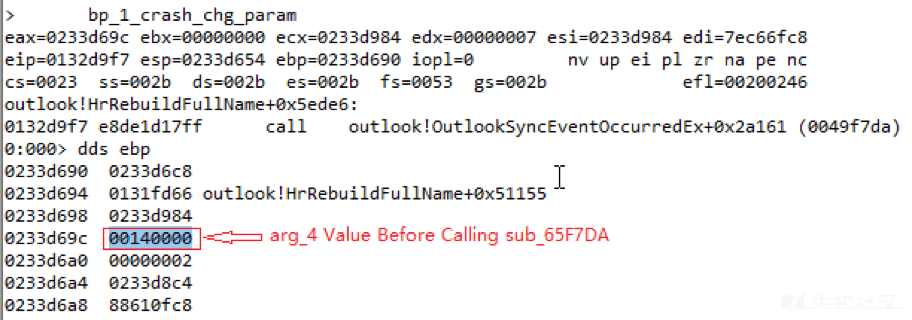 >      bp_1_crash_chg_param
eax=0233d69c ebx=00000000 ecx=0233d984 edx=00000007 esi=0233d984 edi=7ec66fc8
eip=0132d9f7 esp=0233d654 ebp=0233d690 iopl=0         nv up ei pl zr na pe nc
cs=0023  ss=002b  ds=002b  es=002b  fs=0053  gs=002b             efl=00200246
outlook!HrRebuildFullName+0x5ede6:
0132d9f7 e8de1d17ff      call    outlook!OutlookSyncEventOccurredEx+0x2a161 (0049f7da)
0:000> dds ebp
0233d690  0233d6c8
0233d694  0131fd66 outlook!HrRebuildFullName+0x51155
0233d698  0233d984
0233d69c  00140000 arg_4 Value Before Calling sub_65F7DA
0233d6a0  00000002
0233d6a4  0233d8c4
0233d6a8  88610fc8